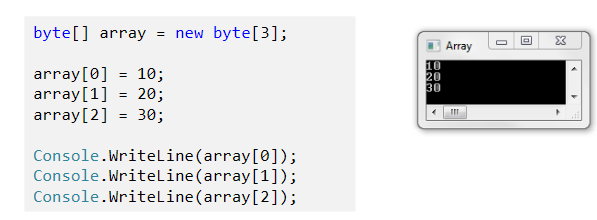 byte[] array = new byte[3];
array[0] = 10;
array[1] = 20;
array[2] = 30;
Console.WriteLine(array[0]);
Console.WriteLine(array[1]);
Console.WriteLine(array[2]);
Array
10
20
30